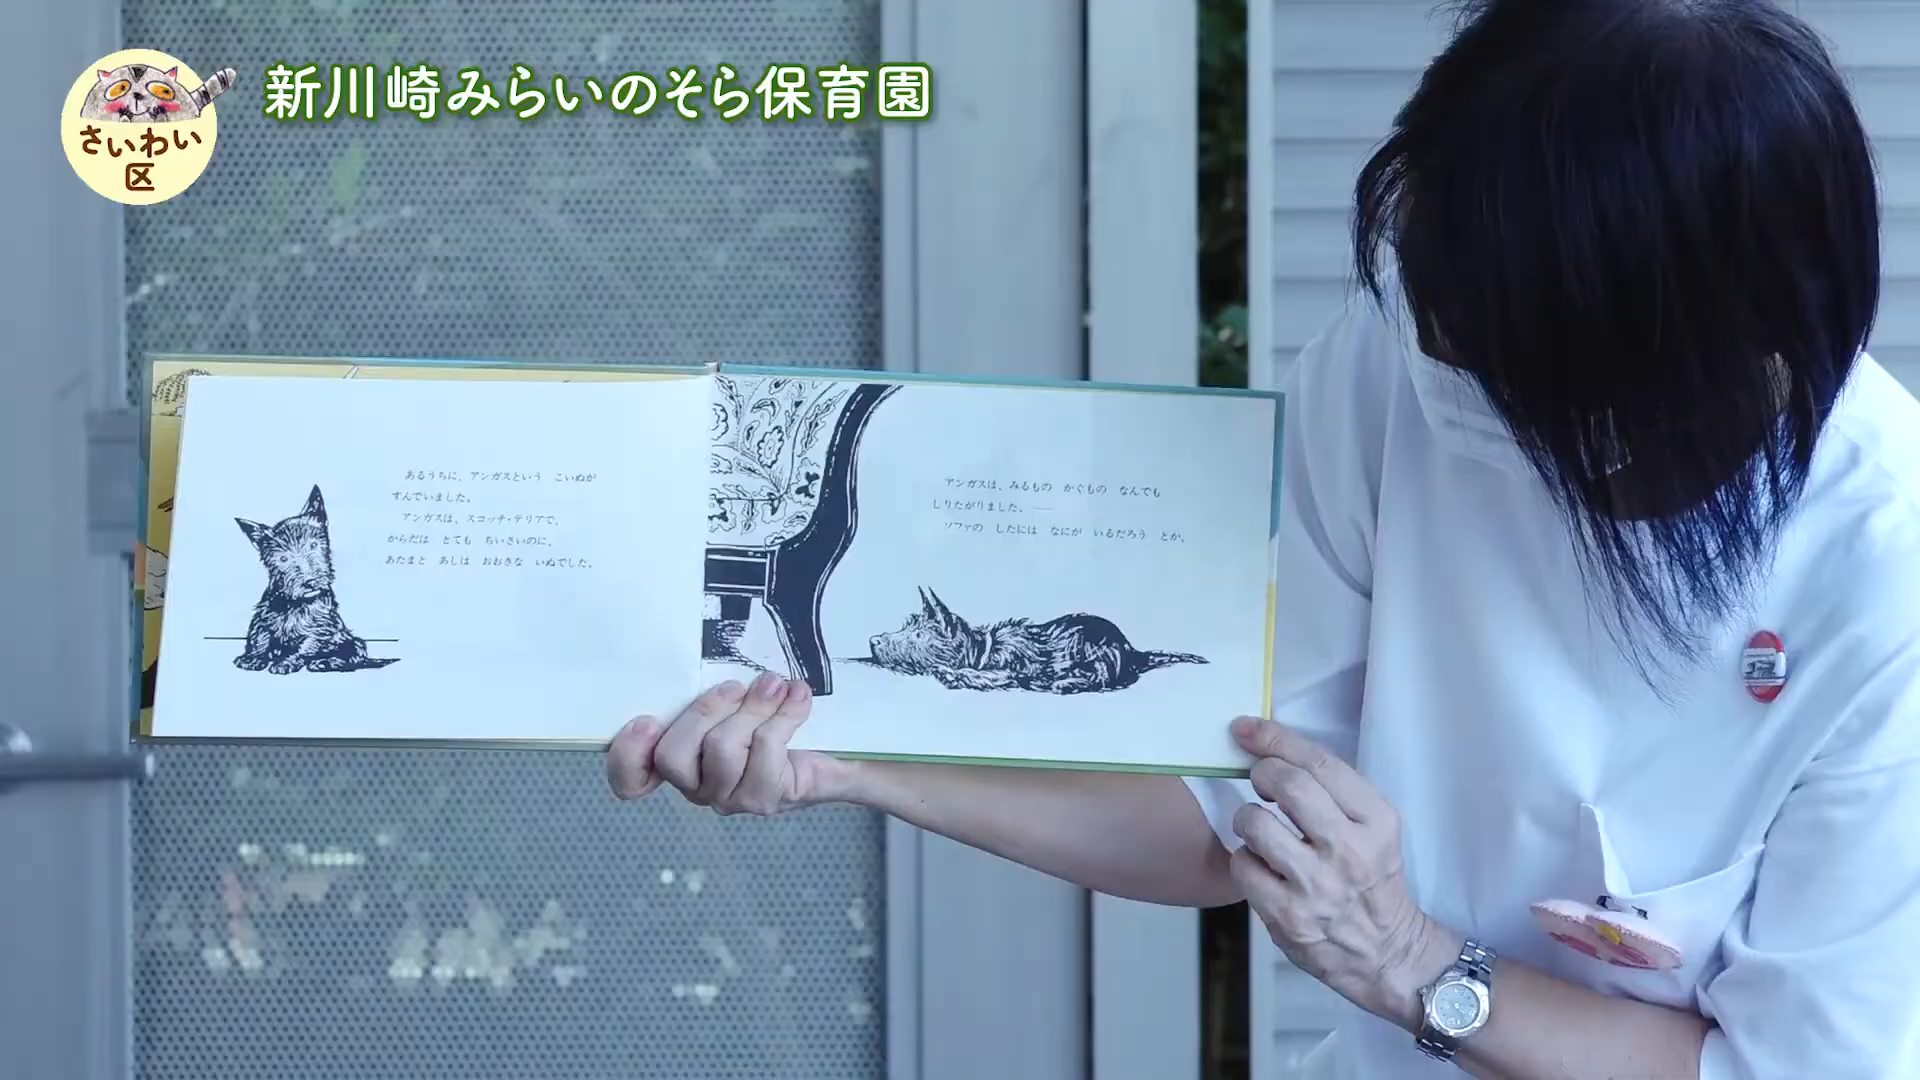 さいわい
区
新川崎みらいのそら保育園
あるうちに、アンガスという こいぬが
すんでいました。
アンガスは、スコッチ・テリアで、
からだは とても ちいさいのに、
あたまと あしは おおきな いぬでした。
アンガスは、みるもの かぐもの なんでも
しりたがりました。——
ソファの したには なにが いるだろう とか、